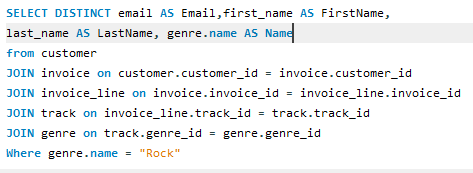 SELECT DISTINCT email AS Email,first_name AS FirstName,
last_name AS LastName, genre.name AS Name
from customer
JOIN invoice on customer.customer_id = invoice.customer_id
JOIN invoice_line on invoice.invoice_id = invoice_line.invoice_id
JOIN track on invoice_line.track_id = track.track_id
JOIN genre on track.genre_id = genre.genre_id
Where genre.name = "Rock"